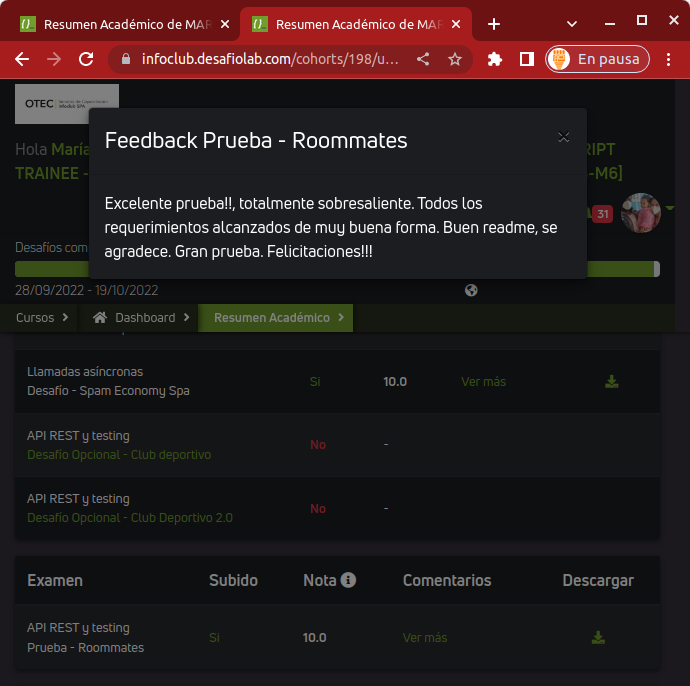 Resumen Académico de MAR
Resumen Académico de MAR
infoclub.desafiolab.com/cohorts/198/u...
En pausa
OTEC
Feedback Prueba - Roommates
Hola María
RIPT
TRAINEE -
-M6]
Excelente prueba!!, totalmente sobresaliente. Todos los
requerimientos alcanzados de muy buena forma. Buen readme, se
agradece. Gran prueba. Felicitaciones!!!
31
Desafíos com
28/09/2022 - 19/10/2022
Cursos
Dashboard
Resumen Académico
Llamadas asíncronas
Desafío - Spam Economy Spa
Si
10.0
Ver más
API REST y testing
Desafío Opcional - Club deportivo
No
-
API REST y testing
Desafío Opcional - Club Deportivo 2.0
No
-
Examen
Subido
Nota
Comentarios
Descargar
API REST y testing
Prueba - Roommates
Si
10.0
Ver más